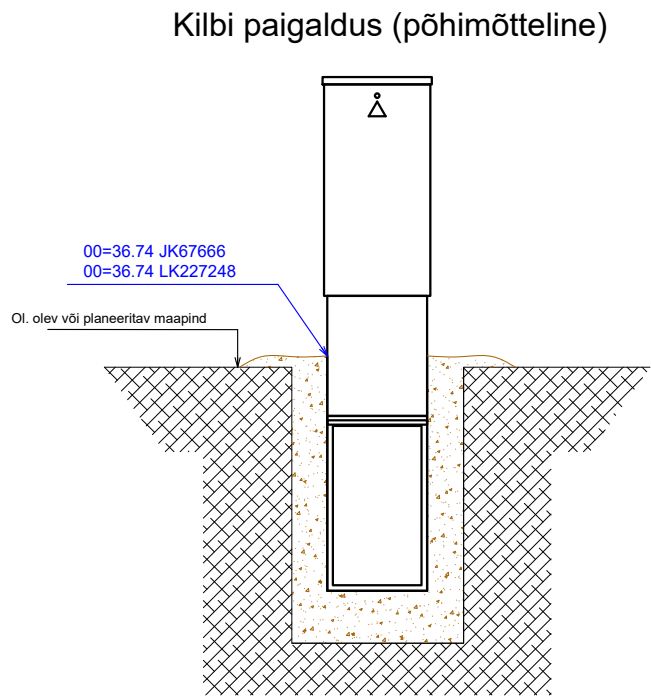 Kilbi paigaldus (põhimõtteline)
00=36.74 JK67666
00=36.74 LK227248
Ol. olev või planeeritav maapind